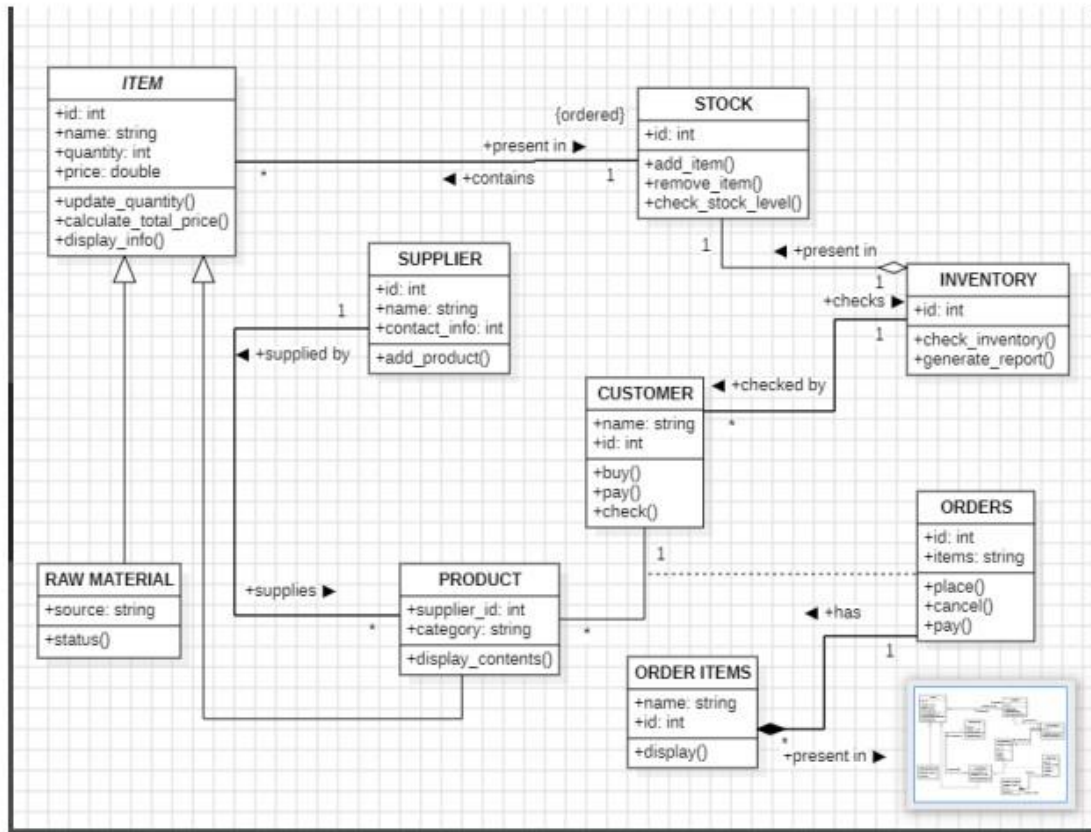 ITEM
+id: int
+name: string
+quantity: int
+price: double
+update_quantity()
+calculate_total_price()
+display_info()
{ordered}
+present in ►
* 
◄ +contains
1
STOCK
+id: int
+add_item()
+remove_item()
+check_stock_level()
1
◄ +present in
1
INVENTORY
+id: int
+check_inventory()
+generate_report()
+checks ►
1
◄ +checked by
*
SUPPLIER
+id: int
+name: string
+contact_info: int
+add_product()
1
◄ +supplied by
CUSTOMER
+name: string
+id: int
+buy()
+pay()
+check()
1
ORDERS
+id: int
+items: string
+place()
+cancel()
+pay()
RAW MATERIAL
+source: string
+status()
+supplies ►
*
PRODUCT
+supplier_id: int
+category: string
+display_contents()
*
◄ +has
1
ORDER ITEMS
+name: string
+id: int
+display()
*
+present in ►